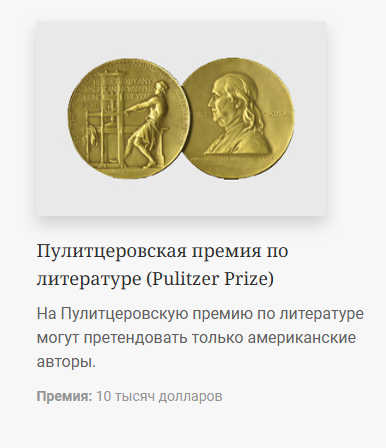 Пулитцеровская премия по
литературе (Pulitzer Prize)
На Пулитцеровскую премию по литературе
могут претендовать только американские
авторы.
Премия: 10 тысяч долларов